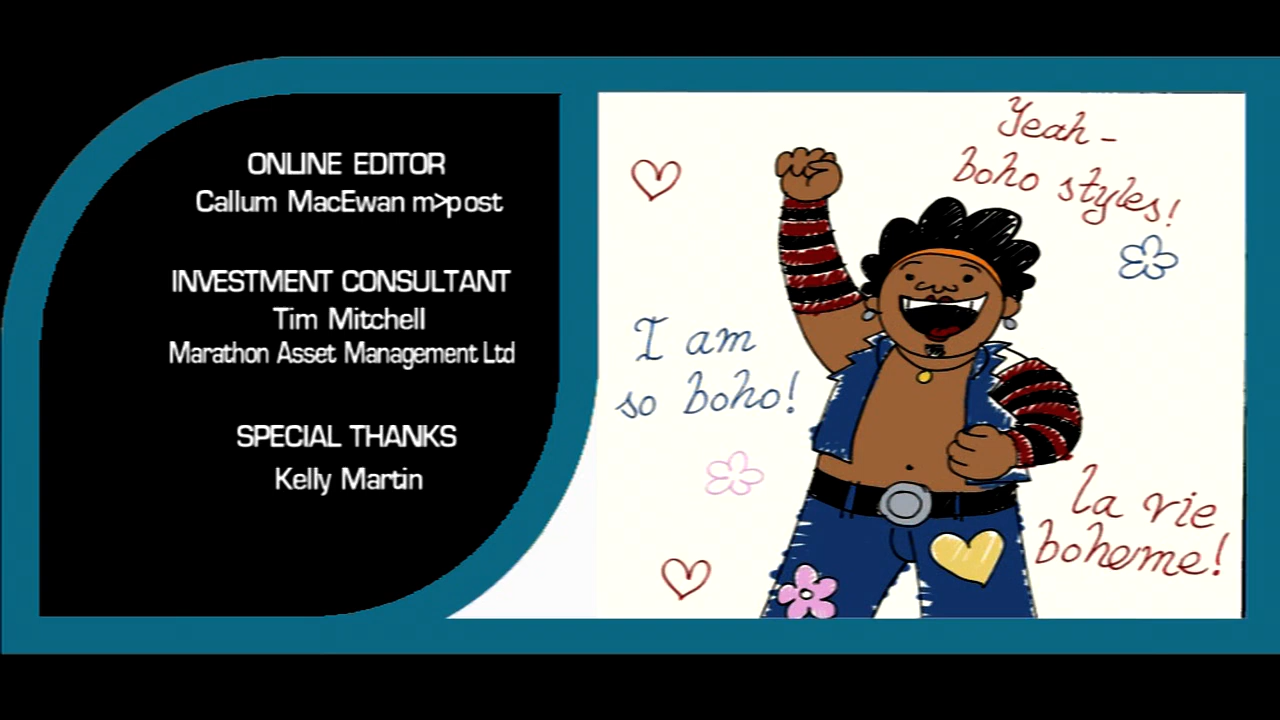 ONLINE EDITOR
Callum MacEwan m>post
INVESTMENT CONSULTANT
Tim Mitchell
Marathon Asset Management Ltd
SPECIAL THANKS
Kelly Martin
Yeah -
boho styles!
I am
so boho!
la vie
boheme!